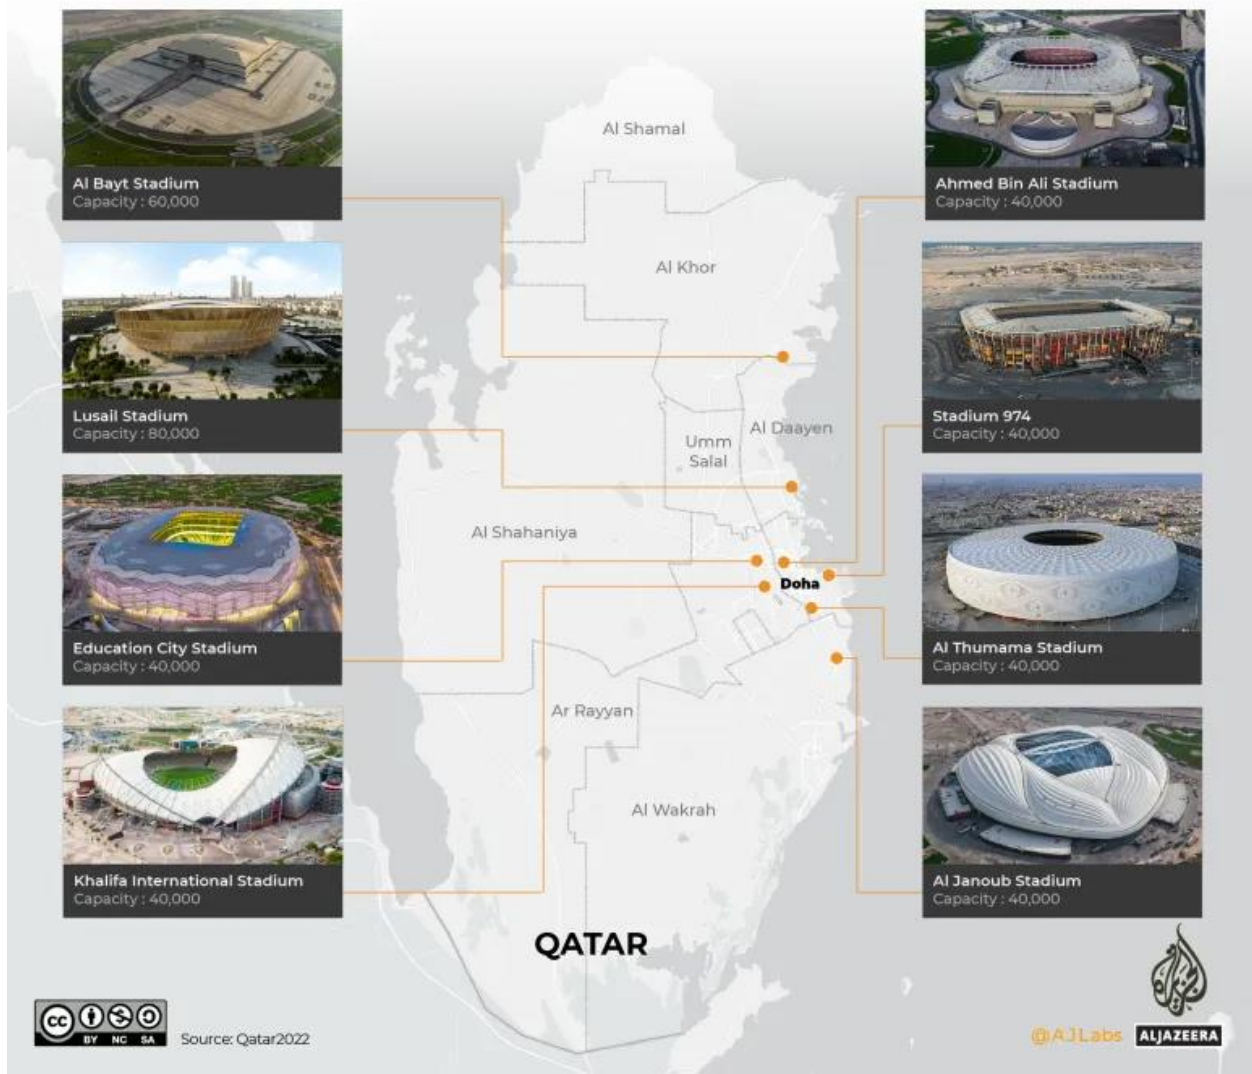 Al Bayt Stadium
Capacity : 60,000
Lusail Stadium
Capacity : 80,000
Education City Stadium
Capacity : 40,000
Khalifa International Stadium
Capacity : 40,000
Al Shamal
Al Khor
Al Daayen
Umm
Salal
Al Shahaniya
Doha
Ar Rayyan
Al Wakrah
QATAR
Ahmed Bin Ali Stadium
Capacity : 40,000
Stadium 974
Capacity : 40,000
Al Thumama Stadium
Capacity : 40,000
Al Janoub Stadium
Capacity : 40,000
cc
BY NC SA
Source: Qatar2022
@AJLabs
الجزيرة
ALJAZEERA